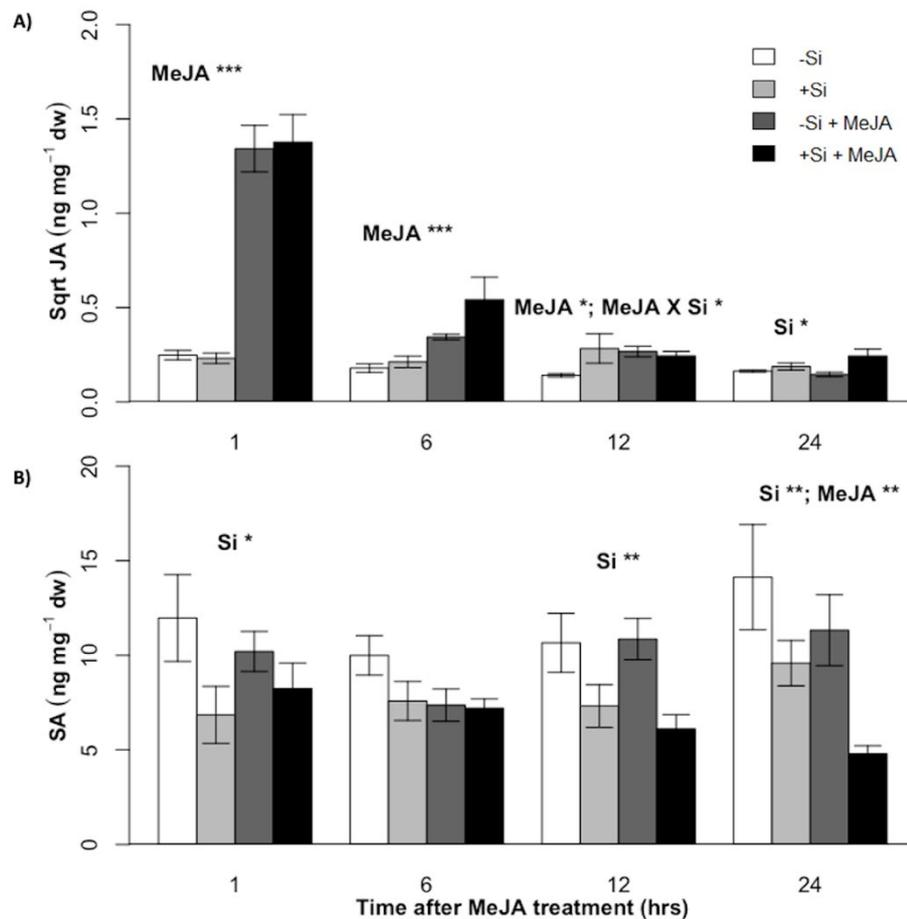 A)
2.0
1.5
1.0
0.5
0.0
Sqrt JA (ng mg⁻¹ dw)
MeJA ***
MeJA ***
MeJA *; MeJA X Si *
Si *
-Si
+Si
-Si + MeJA
+Si + MeJA
1 6 12 24
B)
20
15
10
5
0
SA (ng mg⁻¹ dw)
Si *
Si **
Si **; MeJA **
1 6 12 24
Time after MeJA treatment (hrs)